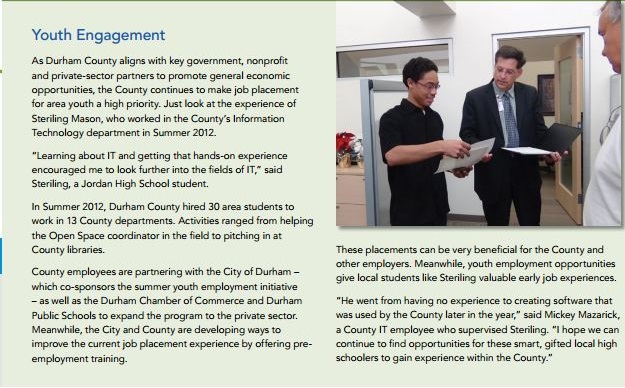 Youth Engagement
As Durham County aligns with key government, nonprofit
and private-sector partners to promote general economic
opportunities, the County continues to make job placement
for area youth a high priority. Just look at the experience of
Steriling Mason, who worked in the County's Information
Technology department in Summer 2012.
"Learning about IT and getting that hands-on experience
encouraged me to look further into the fields of IT," said
Steriling, a Jordan High School student.
In Summer 2012, Durham County hired 30 area students to
work in 13 County departments. Activities ranged from helping
the Open Space coordinator in the field to pitching in at
County libraries.
County employees are partnering with the City of Durham –
which co-sponsors the summer youth employment initiative
– as well as the Durham Chamber of Commerce and Durham
Public Schools to expand the program to the private sector.
Meanwhile, the City and County are developing ways to
improve the current job placement experience by offering pre-
employment training.
These placements can be very beneficial for the County and
other employers. Meanwhile, youth employment opportunities
give local students like Steriling valuable early job experiences.
"He went from having no experience to creating software that
was used by the County later in the year," said Mickey Mazarick,
a County IT employee who supervised Steriling. "I hope we can
continue to find opportunities for these smart, gifted local high
schoolers to gain experience within the County."